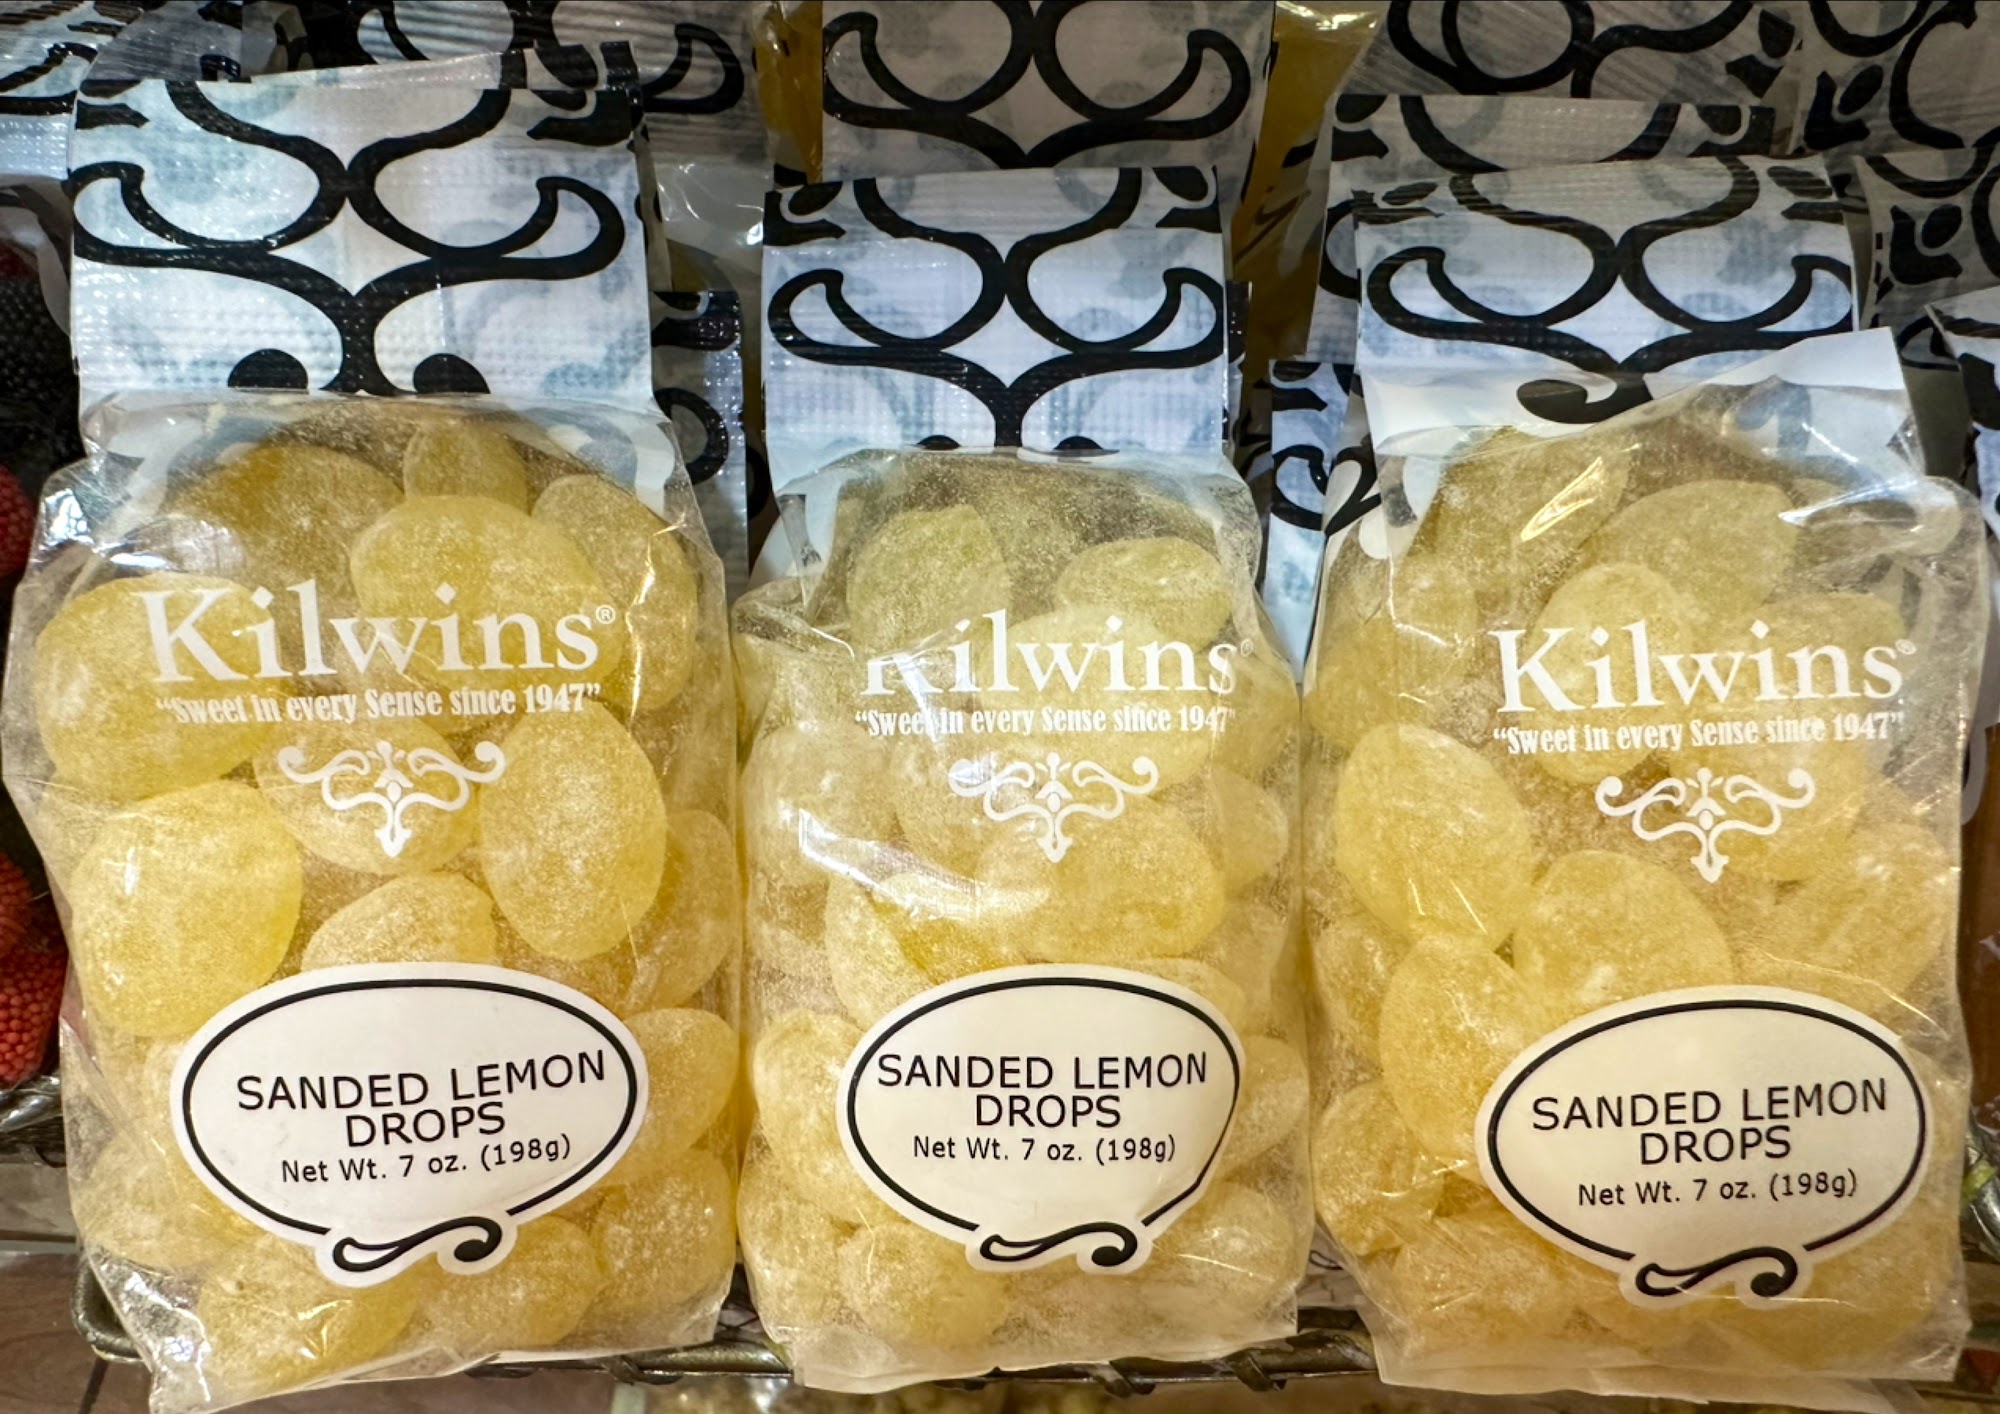 Kilwins®
"Sweet in every Sense since 1947"
SANDED LEMON
DROPS
Net Wt. 7 oz. (198g)
Kilwins®
"Sweet in every Sense since 1947"
SANDED LEMON
DROPS
Net Wt. 7 oz. (198g)
Kilwins®
"Sweet in every Sense since 1947"
SANDED LEMON
DROPS
Net Wt. 7 oz. (198g)